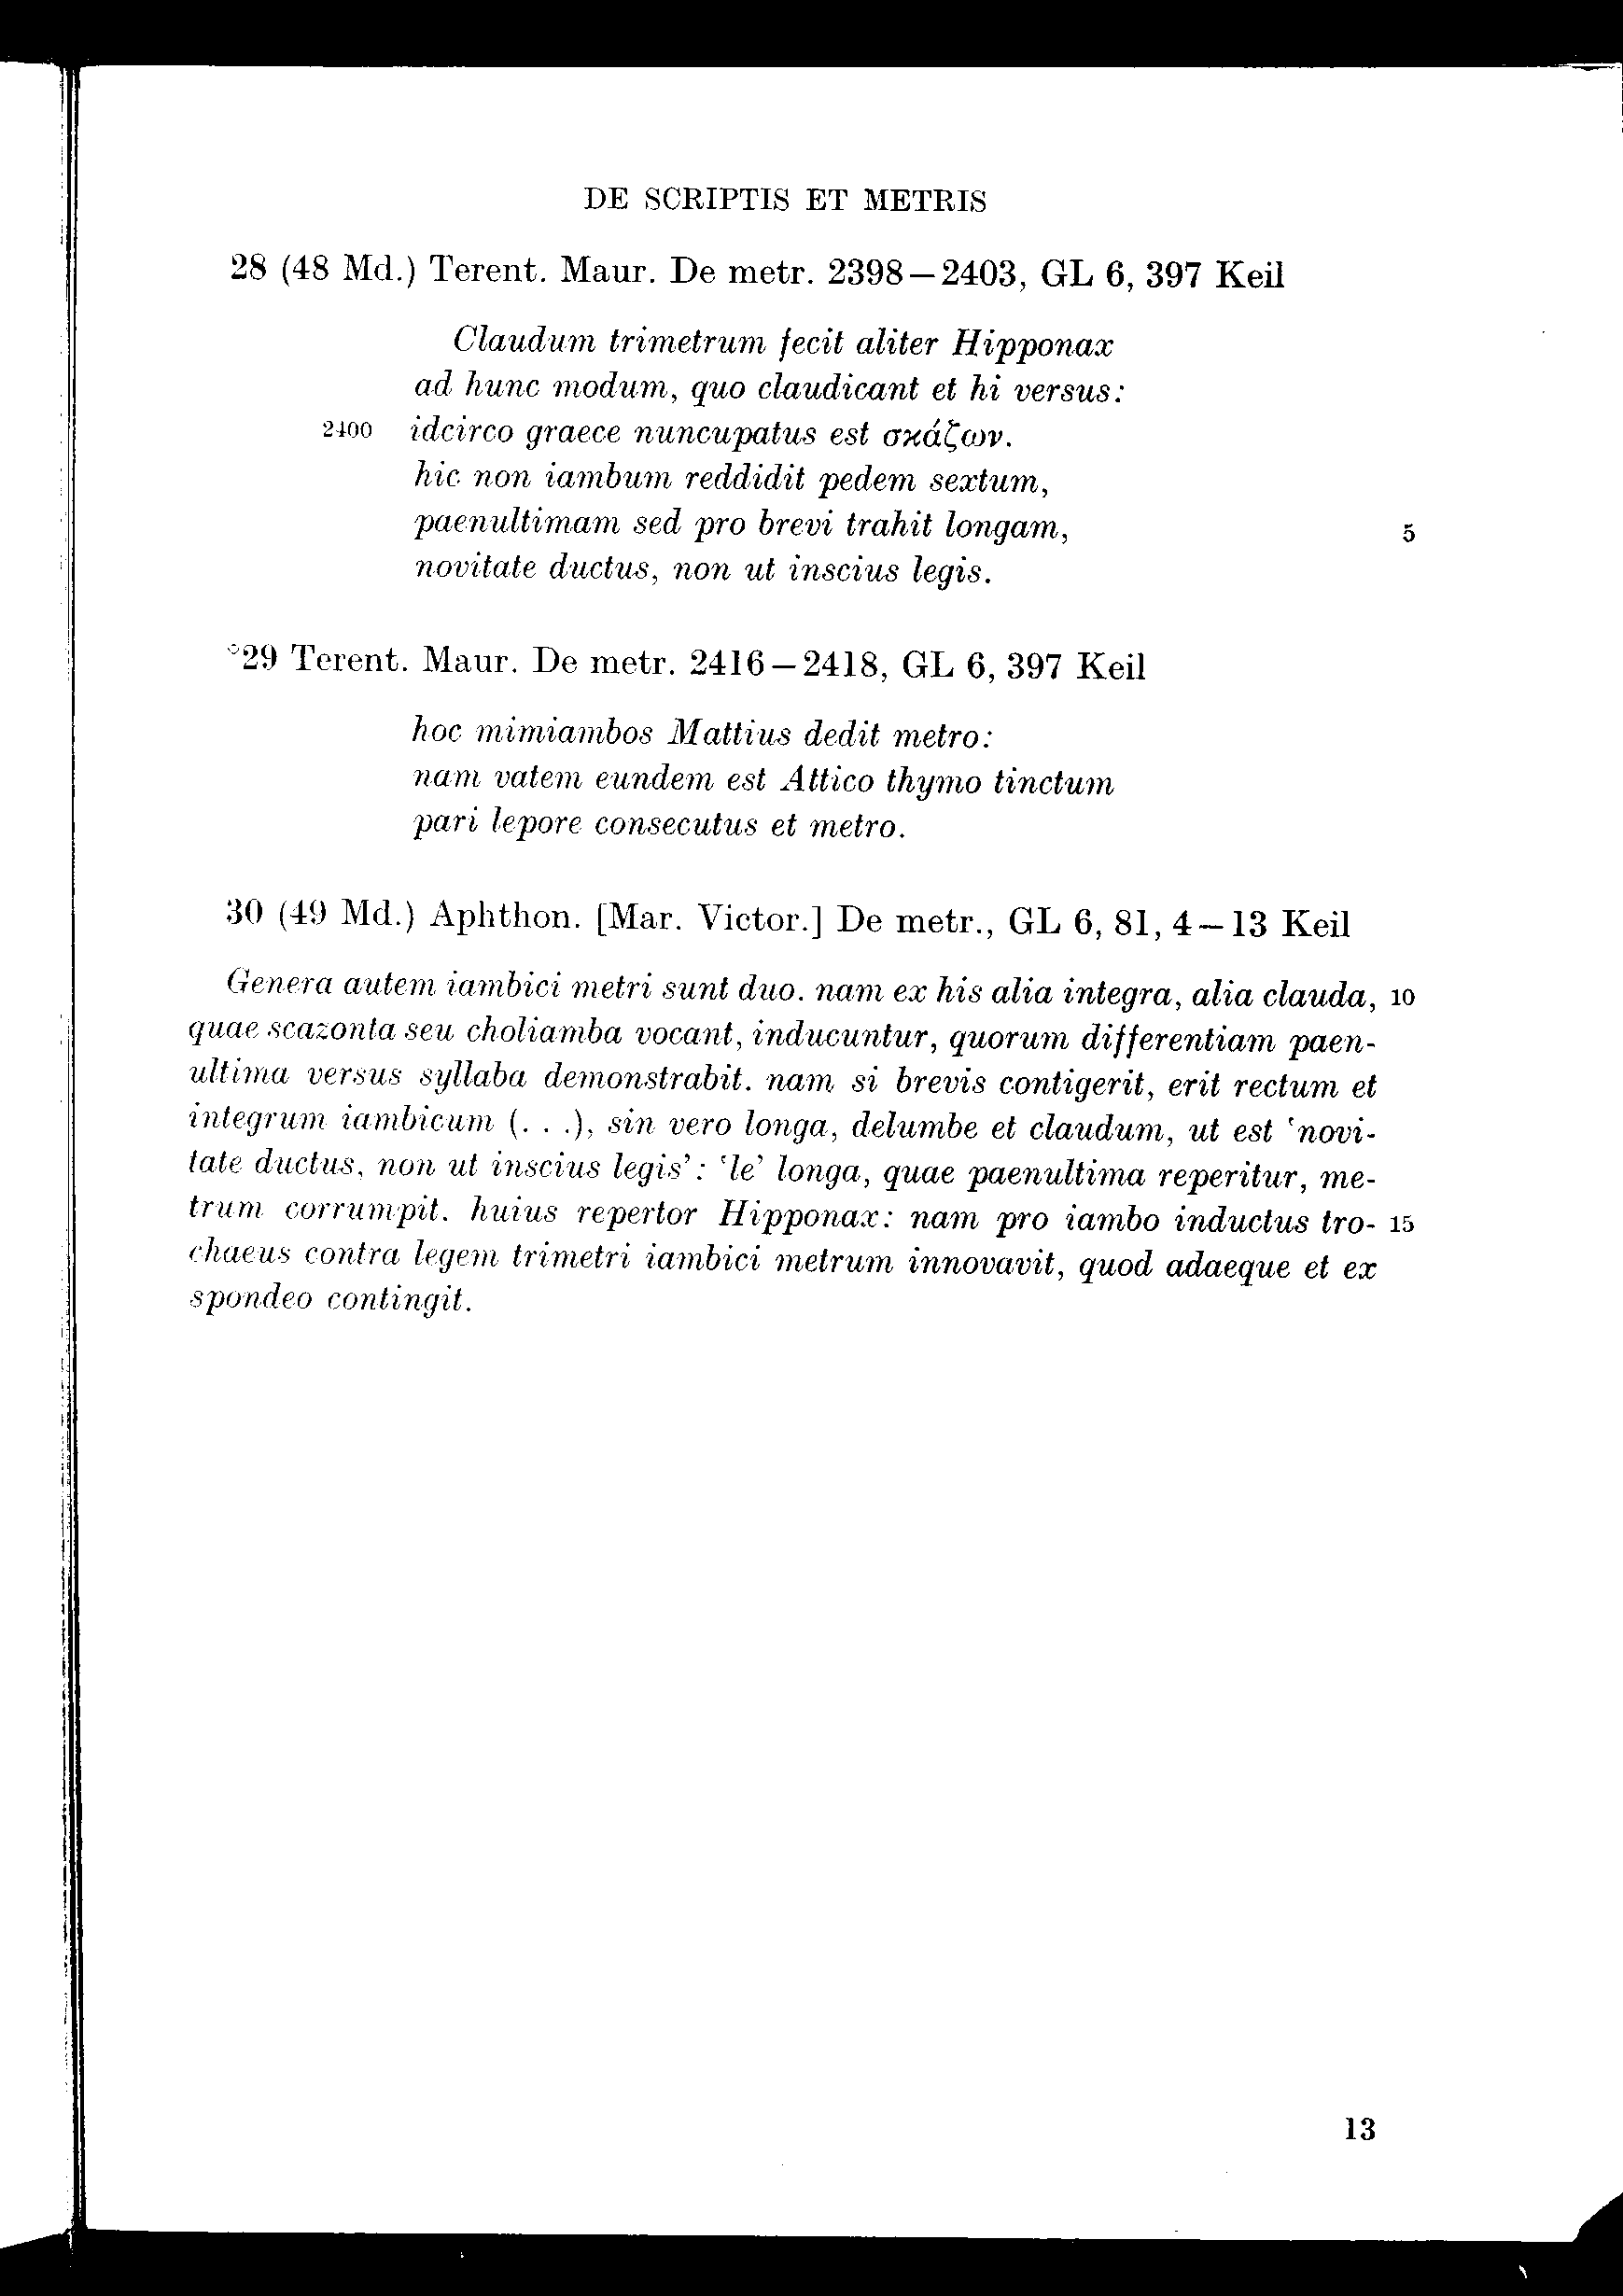 DE SCRIPTIS ET METRIS
28 (48 Md.) Terent. Maur. De metr. 2398–2403, GL 6, 397 Keil
Claudum trimetrum fecit aliter Hipponax
ad hunc modum, quo claudicant et hi versus:
2400 idcirco graece nuncupatus est σκάζων.
hic non iambum reddidit pedem sextum,
paenultimam sed pro brevi trahit longam, 5
novitate ductus, non ut inscius legis.
°29 Terent. Maur. De metr. 2416–2418, GL 6, 397 Keil
hoc mimiambos Mattius dedit metro:
nam vatem eundem est Attico thymo tinctum
pari lepore consecutus et metro.
30 (49 Md.) Aphthon. [Mar. Victor.] De metr., GL 6, 81, 4–13 Keil
Genera autem iambici metri sunt duo. nam ex his alia integra, alia clauda, 10
quae scazonta seu choliamba vocant, inducuntur, quorum differentiam paen-
ultima versus syllaba demonstrabit. nam si brevis contigerit, erit rectum et
integrum iambicum (. . .), sin vero longa, delumbe et claudum, ut est ‘novi-
tate ductus, non ut inscius legis’: ‘le’ longa, quae paenultima reperitur, me-
trum corrumpit. huius repertor Hipponax: nam pro iambo inductus tro- 15
chaeus contra legem trimetri iambici metrum innovavit, quod adaeque et ex
spondeo contingit.
13